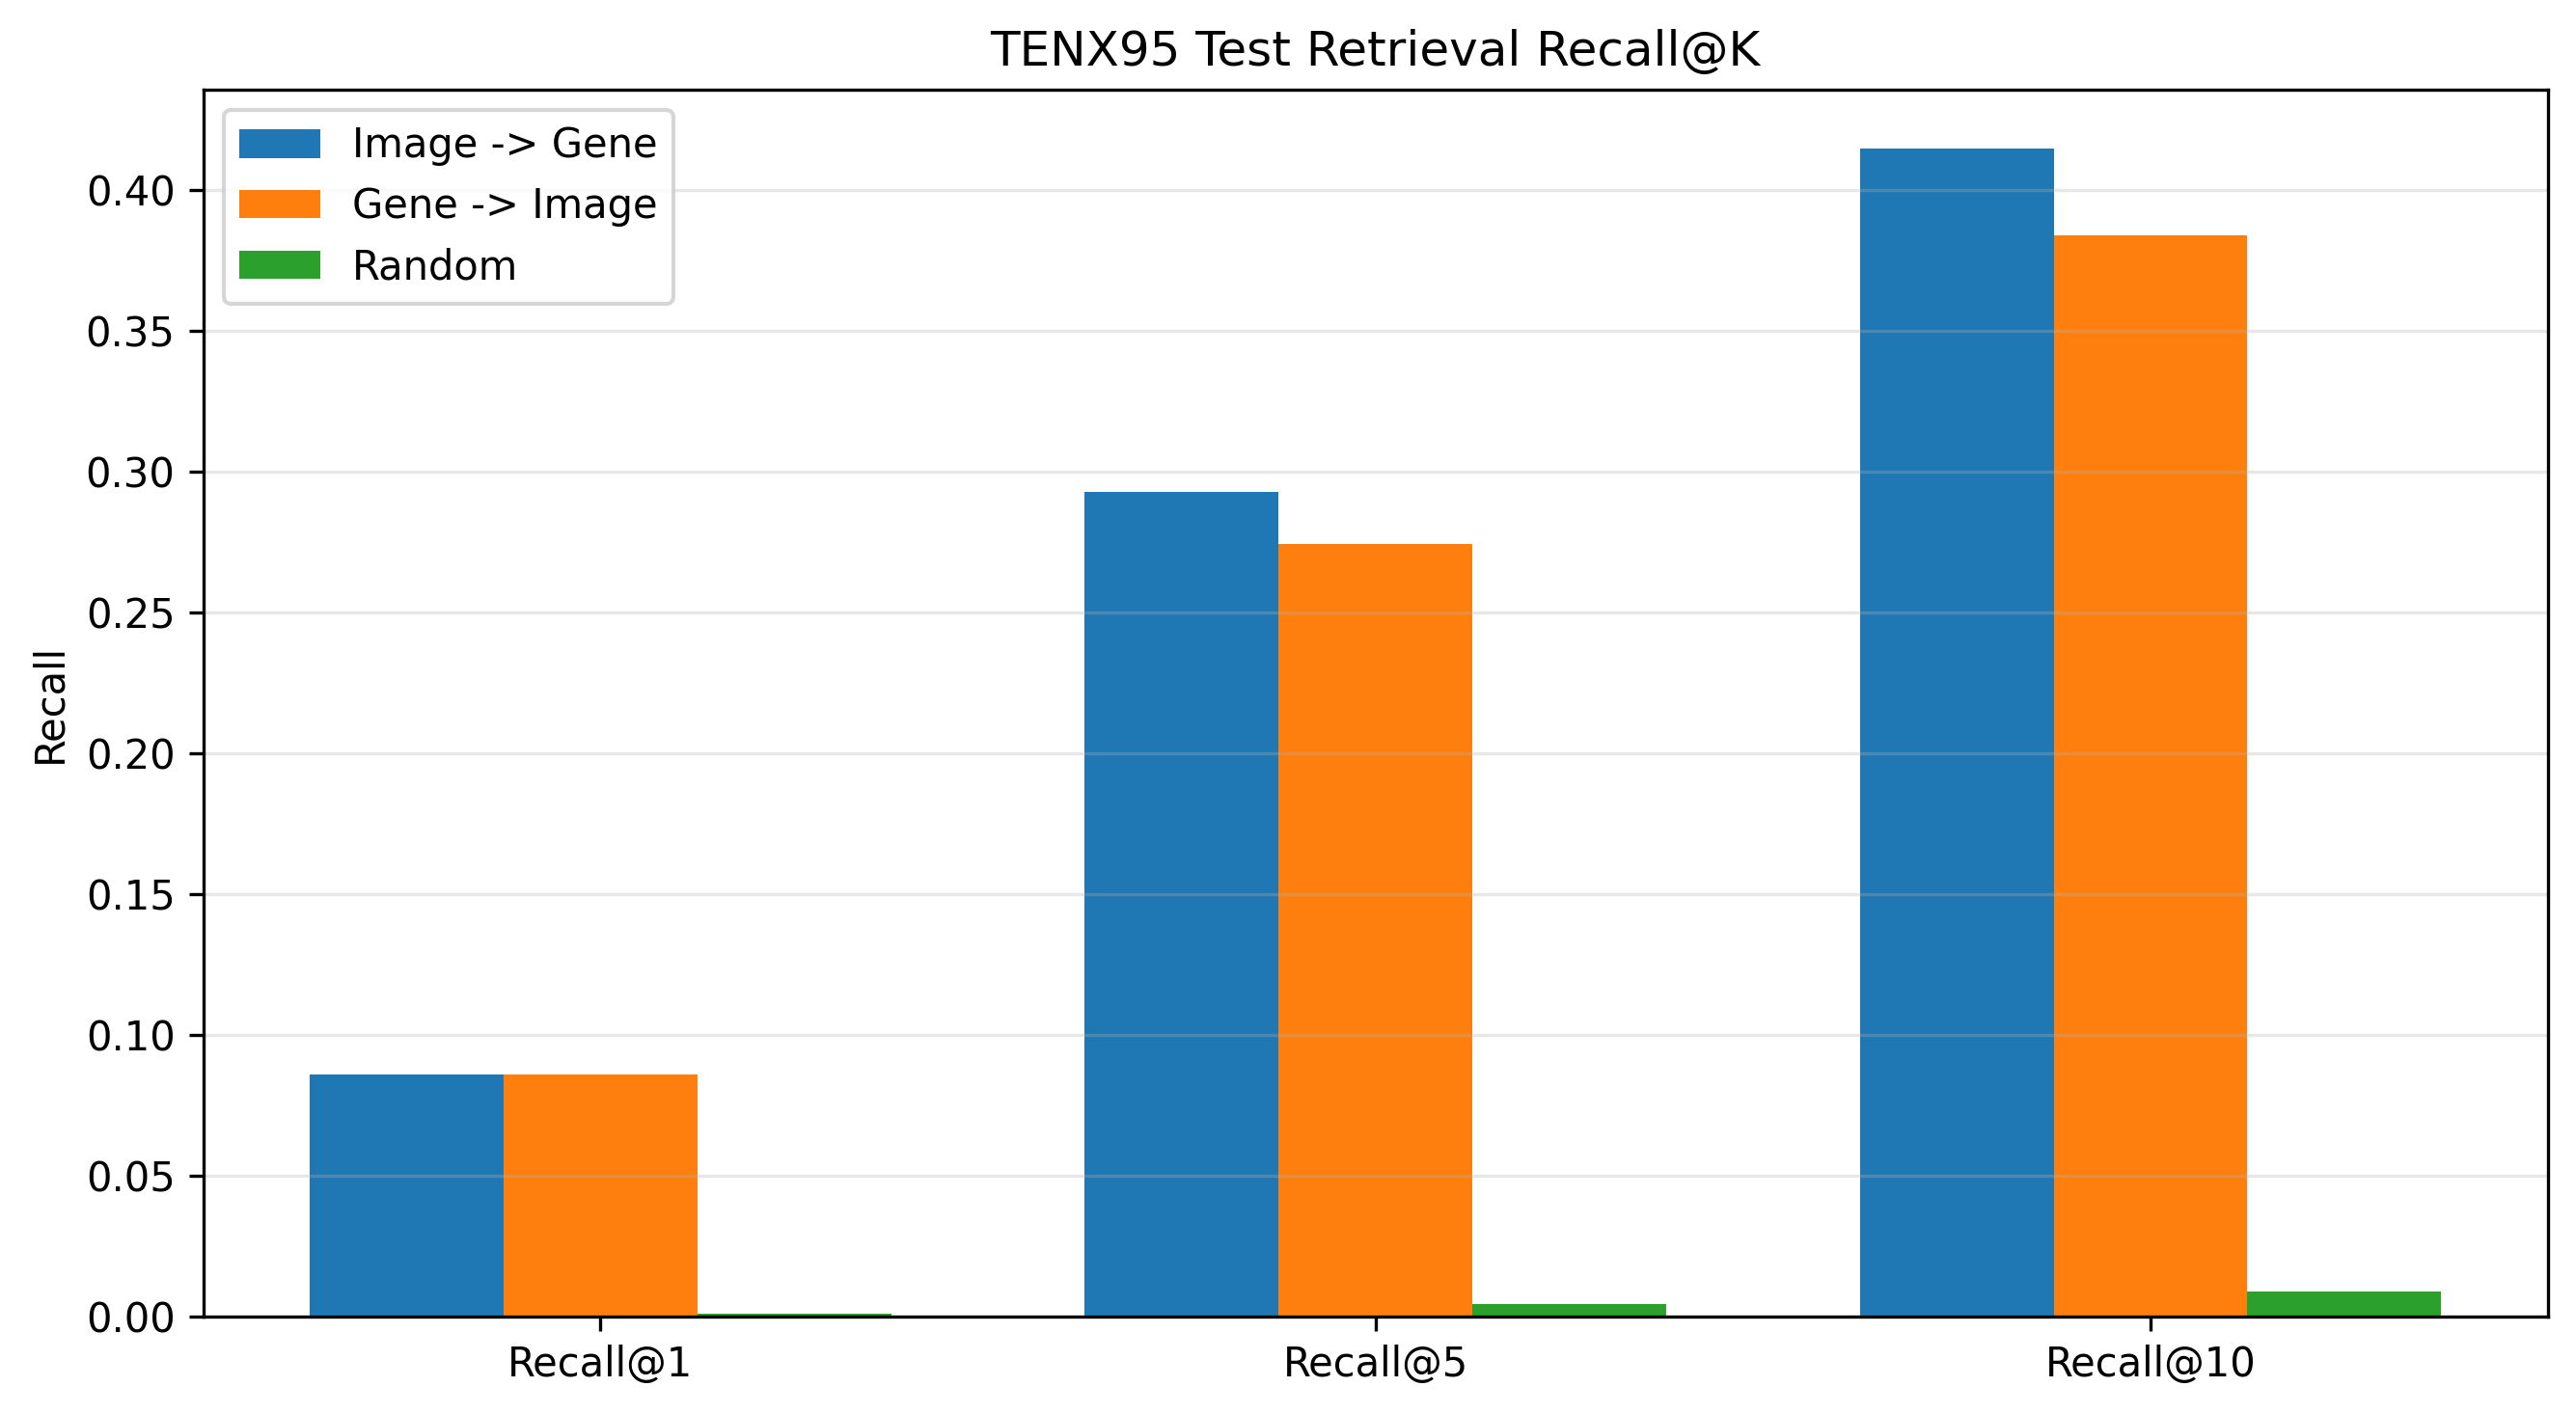 TENX95 Test Retrieval Recall@K
Image -> Gene
Gene -> Image
Random
Recall
0.40
0.35
0.30
0.25
0.20
0.15
0.10
0.05
0.00
Recall@1
Recall@5
Recall@10